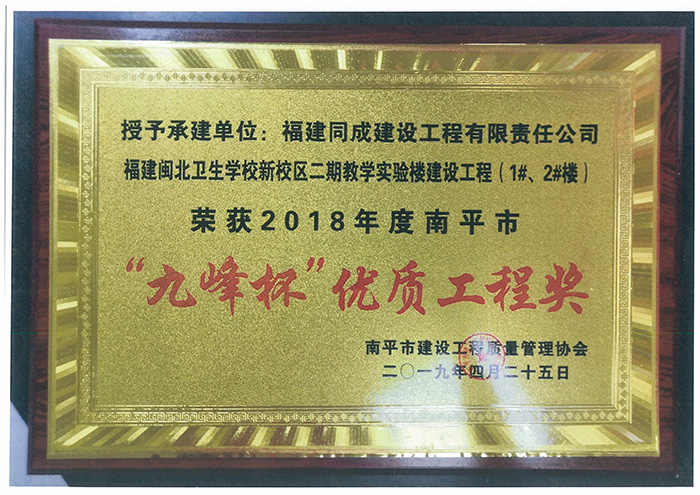 授予承建单位：福建同成建设工程有限责任公司
福建闽北卫生学校新校区二期教学实验楼建设工程（1#、2#楼）
荣获2018年度南平市
“九峰杯”优质工程奖
南平市建设工程质量管理协会
二〇一九年四月二十五日